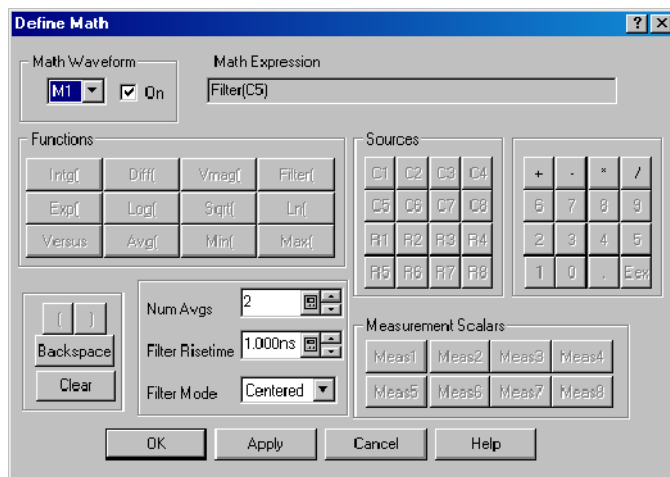 Define Math
Math Waveform
M1
On
Math Expression
Filter(C5)
Functions
Intg( Diff( Vmag( Filter(
Exp( Log( Sqrt( Ln(
Versus Avg( Min( Max(
Sources
C1 C2 C3 C4
C5 C6 C7 C8
R1 R2 R3 R4
R5 R6 R7 R8
+ - * /
6 7 8 9
2 3 4 5
1 0 . Eex
( )
Backspace
Clear
Num Avgs 2
Filter Risetime 1.000ns
Filter Mode Centered
Measurement Scalars
Meas1 Meas2 Meas3 Meas4
Meas5 Meas6 Meas7 Meas8
OK Apply Cancel Help